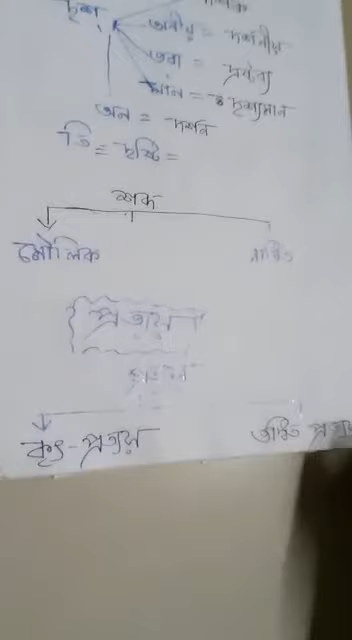 দৃশ
অনীয় = দর্শনীয়
তব্য = দ্রষ্টব্য
মান = দৃশ্যমান
অন = দর্শন
তি = দৃষ্টি =
শব্দ
মৌলিক
প্রত্যয়
কৃৎ-প্রত্যয় তদ্ধিত প্রত্যয়